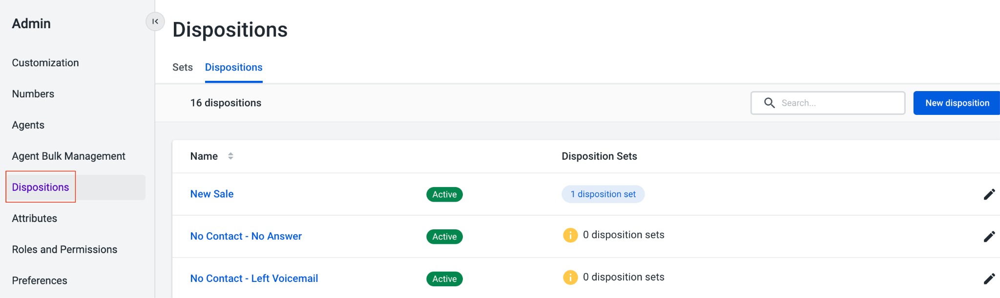 Admin
Customization
Numbers
Agents
Agent Bulk Management
Dispositions
Attributes
Roles and Permissions
Preferences
Dispositions
Sets Dispositions
16 dispositions Search... New disposition
Name Disposition Sets
New Sale Active 1 disposition set
No Contact - No Answer Active 0 disposition sets
No Contact - Left Voicemail Active 0 disposition sets